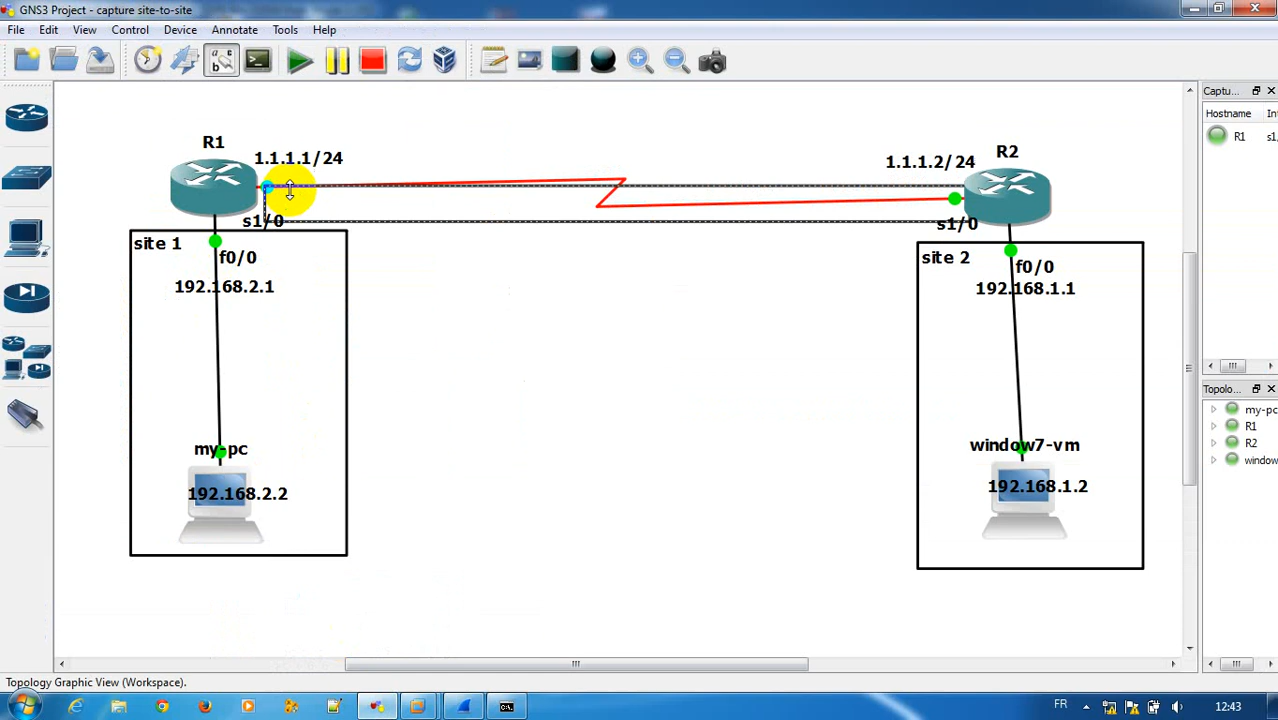 GNS3 Project - capture site-to-site
File Edit View Control Device Annotate Tools Help
Captu...
Hostname
R1 s1,
R1
1.1.1.1/24
s1/0
1.1.1.2/24
R2
s1/0
site 1
f0/0
192.168.2.1
my-pc
192.168.2.2
site 2
f0/0
192.168.1.1
window7-vm
192.168.1.2
Topolo...
my-pc
R1
R2
window
Topology Graphic View (Workspace).
FR
12:43